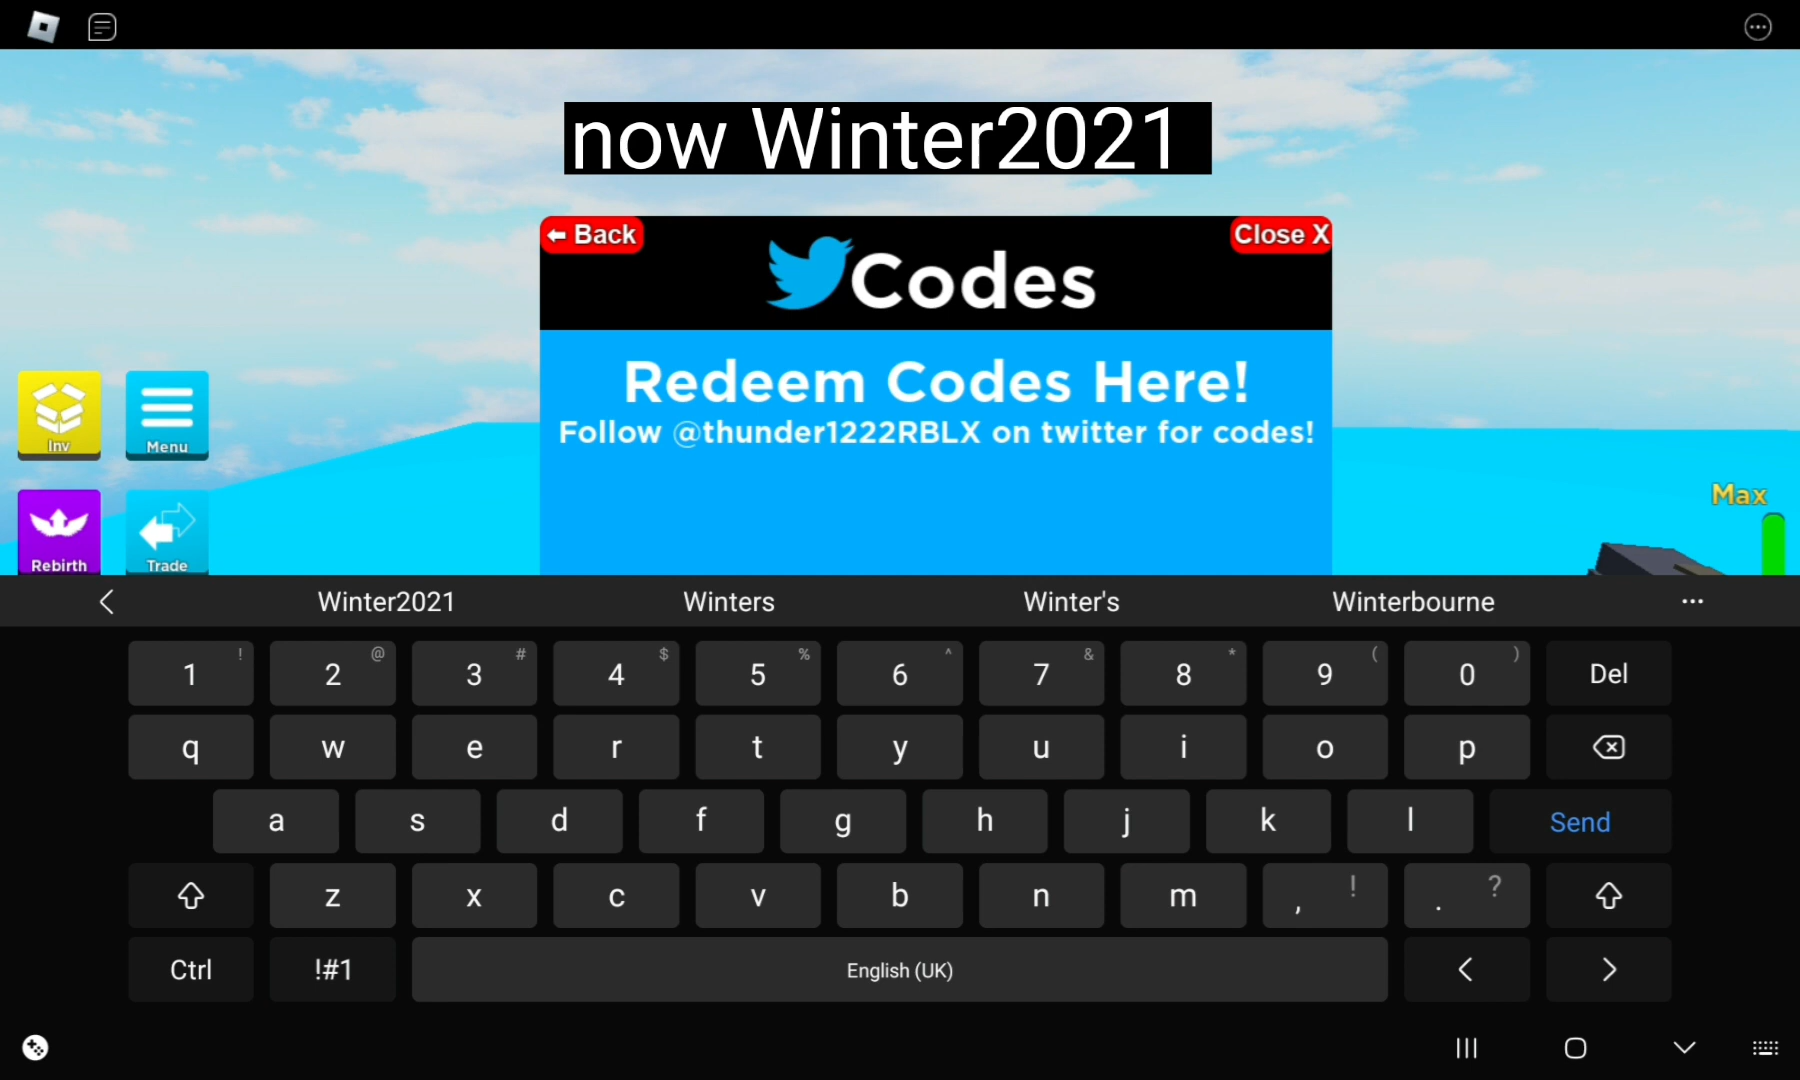 now Winter2021
Back
Close X
Codes
Redeem Codes Here!
Follow @thunder1222RBLX on twitter for codes!
Inv
Menu
Max
Rebirth
Trade
Winter2021 Winters Winter's Winterbourne ...
1 ! 2 @ 3 # 4 $ 5 % 6 ^ 7 & 8 * 9 ( 0 ) Del
q w e r t y u i o p
a s d f g h j k l Send
z x c v b n m , ! . ?
Ctrl !#1 English (UK) < >